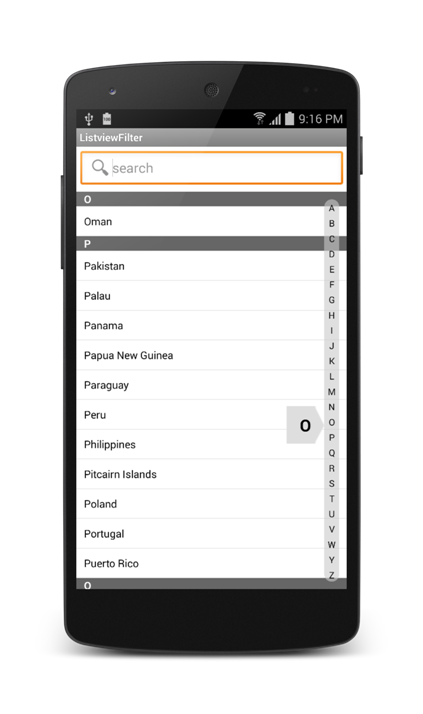 9:16 PM
ListviewFilter
search
O
Oman
P
Pakistan
Palau
Panama
Papua New Guinea
Paraguay
Peru
Philippines
Pitcairn Islands
Poland
Portugal
Puerto Rico
A
B
C
D
E
F
G
H
I
J
K
L
M
N
O
P
Q
R
S
T
U
V
W
Y
Z
O